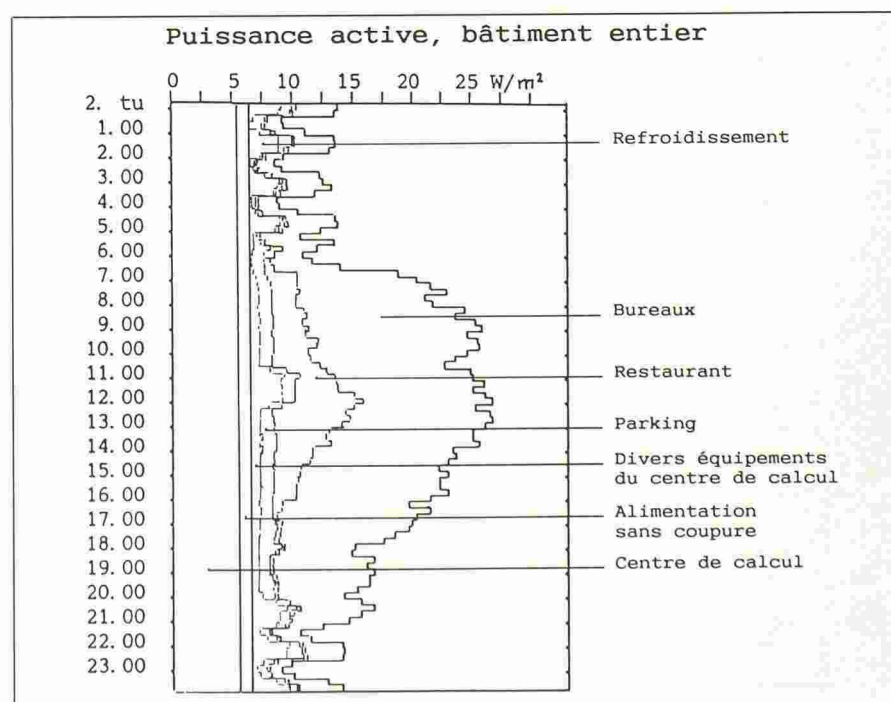 Puissance active, bâtiment entier
0 5 10 15 20 25 W/m²
2. tu
1.00
Refroidissement
2.00
3.00
4.00
5.00
6.00
7.00
8.00
Bureaux
9.00
10.00
11.00
Restaurant
12.00
13.00
Parking
14.00
Divers équipements
15.00
du centre de calcul
16.00
Alimentation
17.00
sans coupure
18.00
Centre de calcul
19.00
20.00
21.00
22.00
23.00